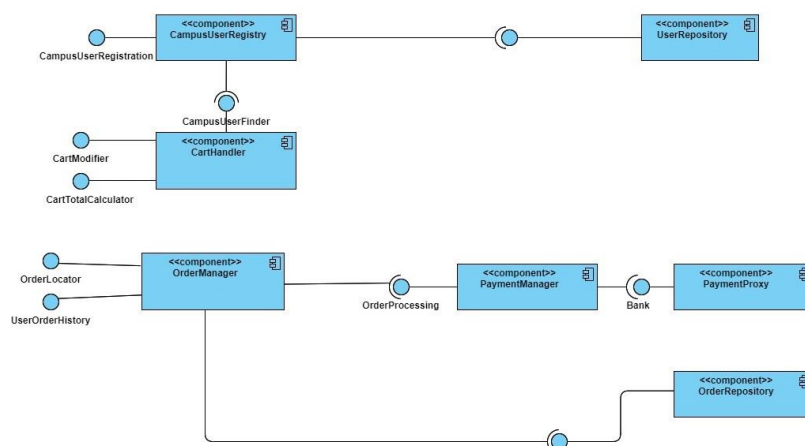 <<component>>
CampusUserRegistry
<<component>>
UserRepository
CampusUserRegistration
CampusUserFinder
<<component>>
CartHandler
CartModifier
CartTotalCalculator
<<component>>
OrderManager
<<component>>
PaymentManager
<<component>>
PaymentProxy
OrderLocator
OrderProcessing
Bank
UserOrderHistory
<<component>>
OrderRepository